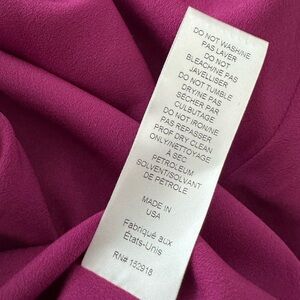 DO NOT WASH/NE
PAS LAVER
DO NOT
BLEACH/NE PAS
JAVELLISER
DO NOT TUMBLE
DRY/NE PAS
SÉCHER PAR
CULBUTAGE
DO NOT IRON/NE
PAS REPASSER
PROF DRY CLEAN
ONLY/NETTOYAGE
À SEC
PETROLEUM
SOLVENT/SOLVANT
DE PÉTROLE
MADE IN
USA
Fabriqué aux
États-Unis
RN# 152918